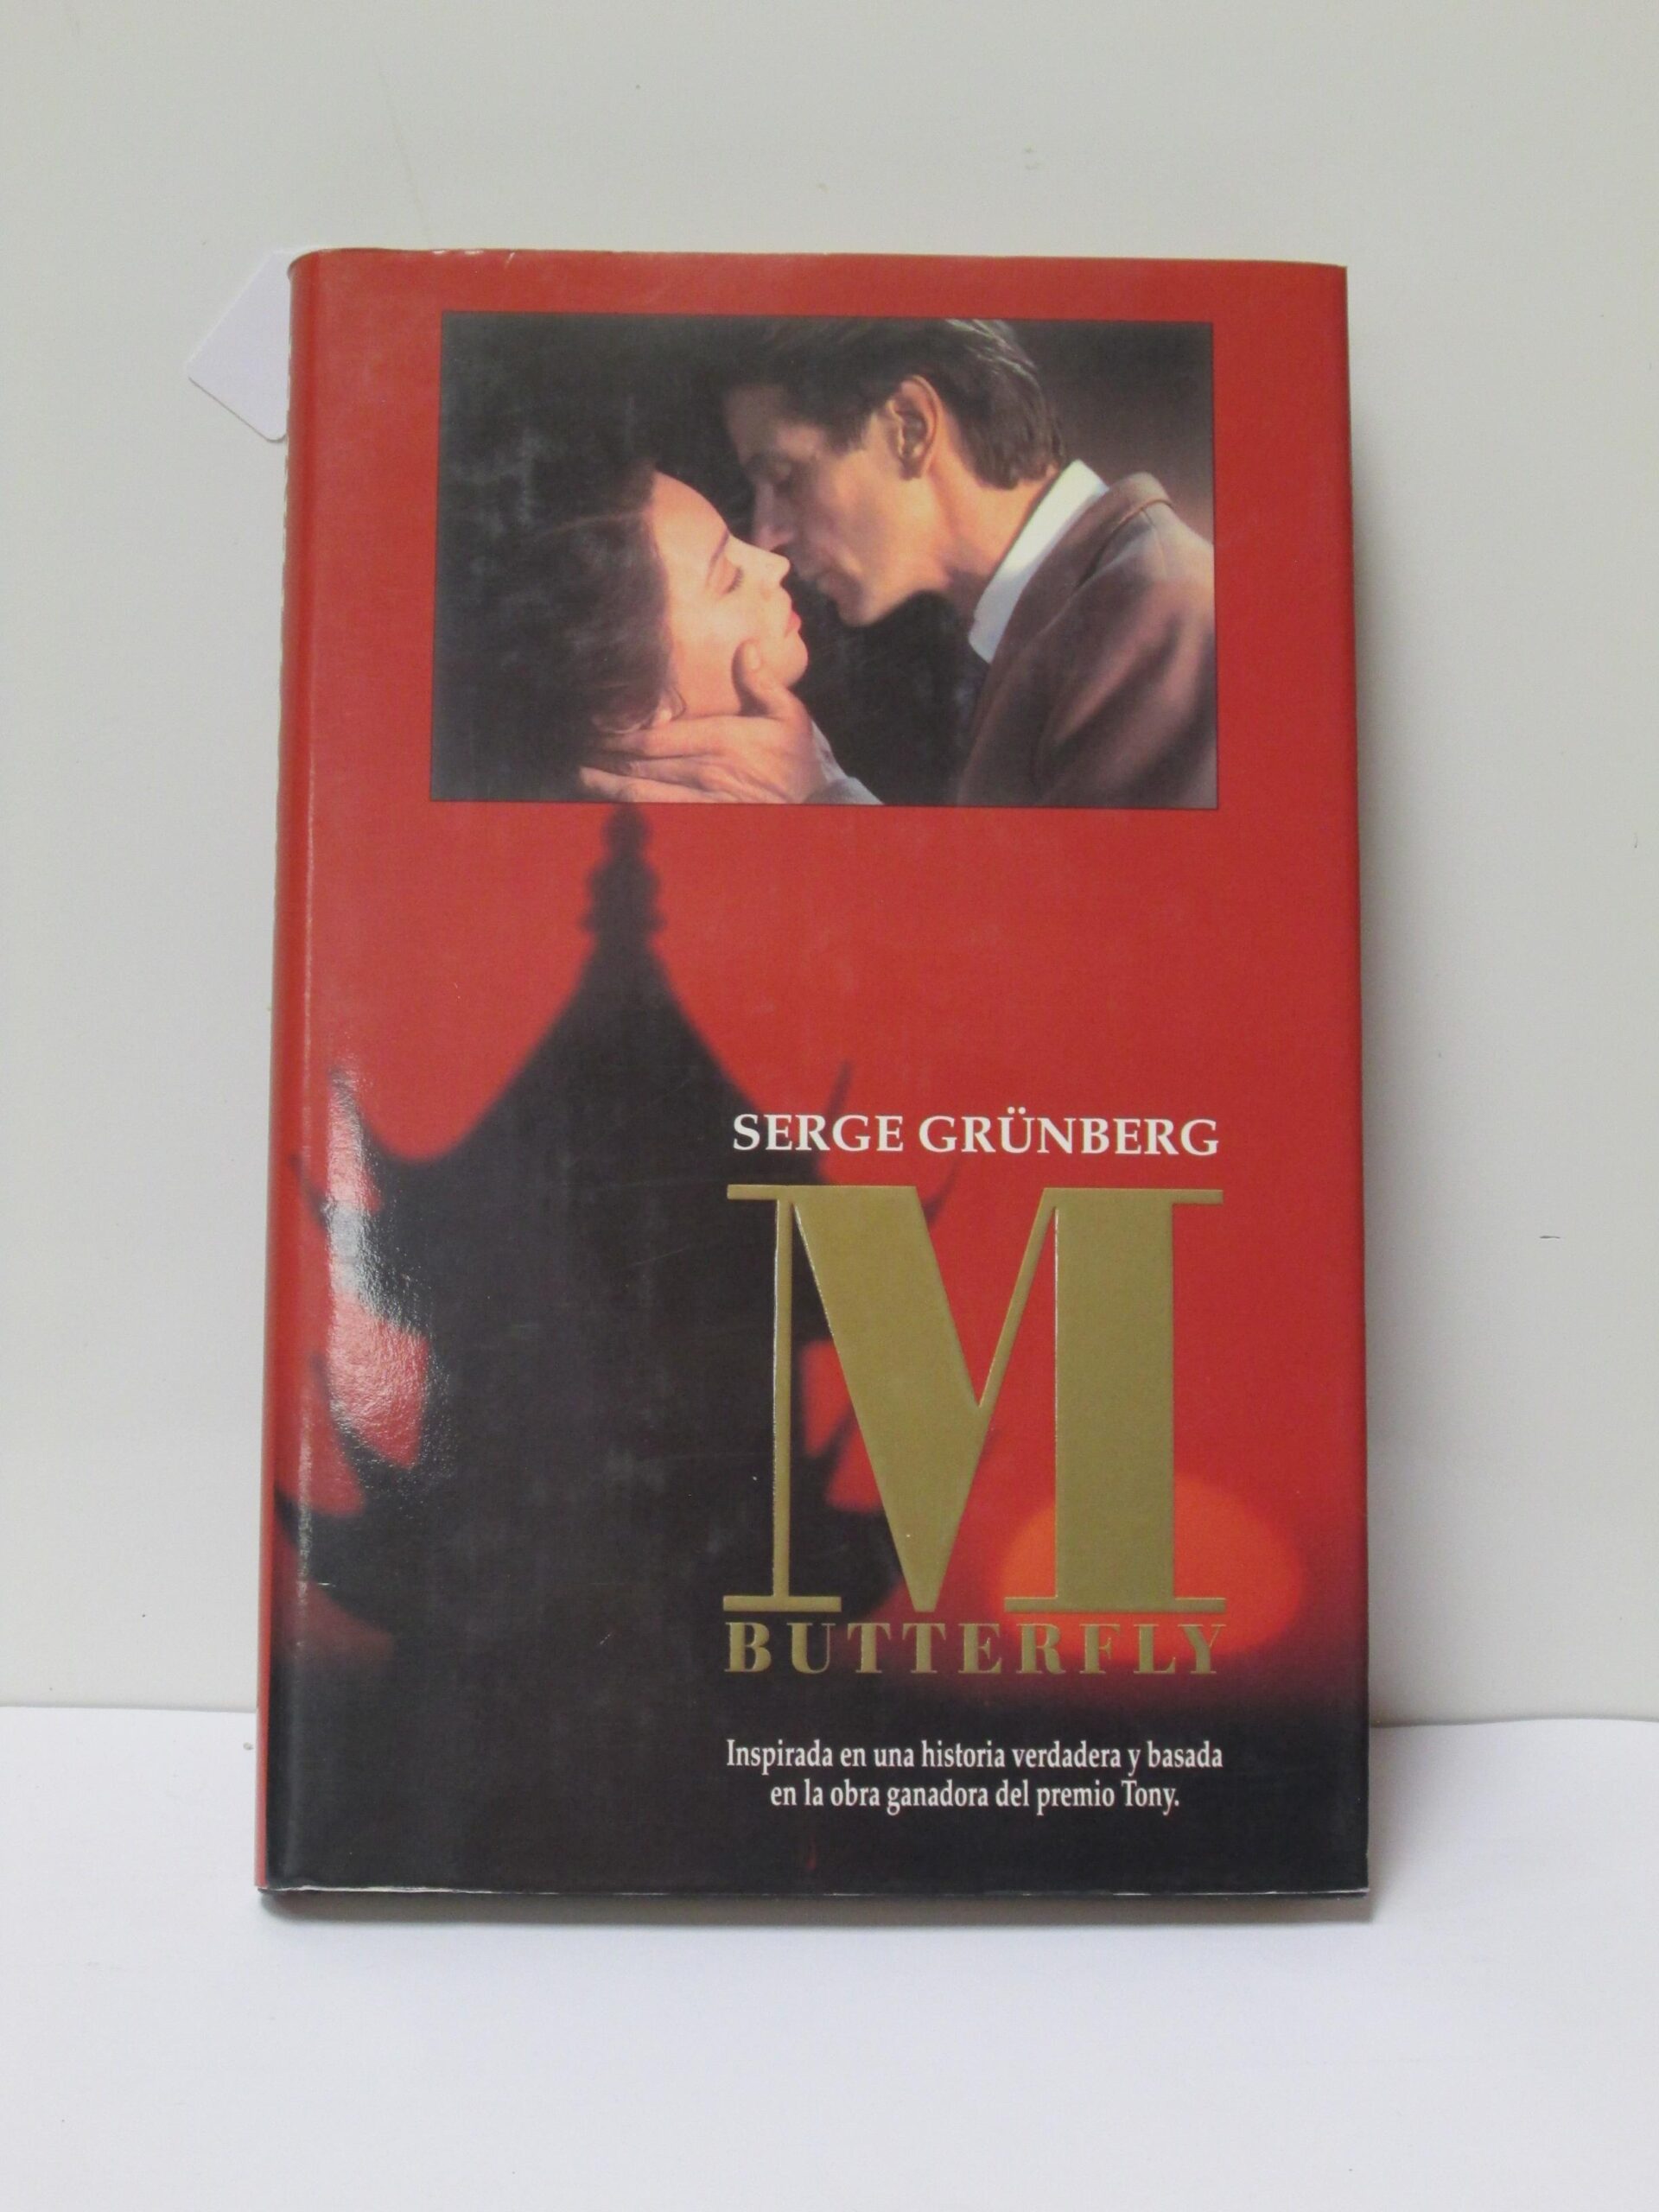 SERGE GRÜNBERG
M
BUTTERFLY
Inspirada en una historia verdadera y basada
en la obra ganadora del premio Tony.